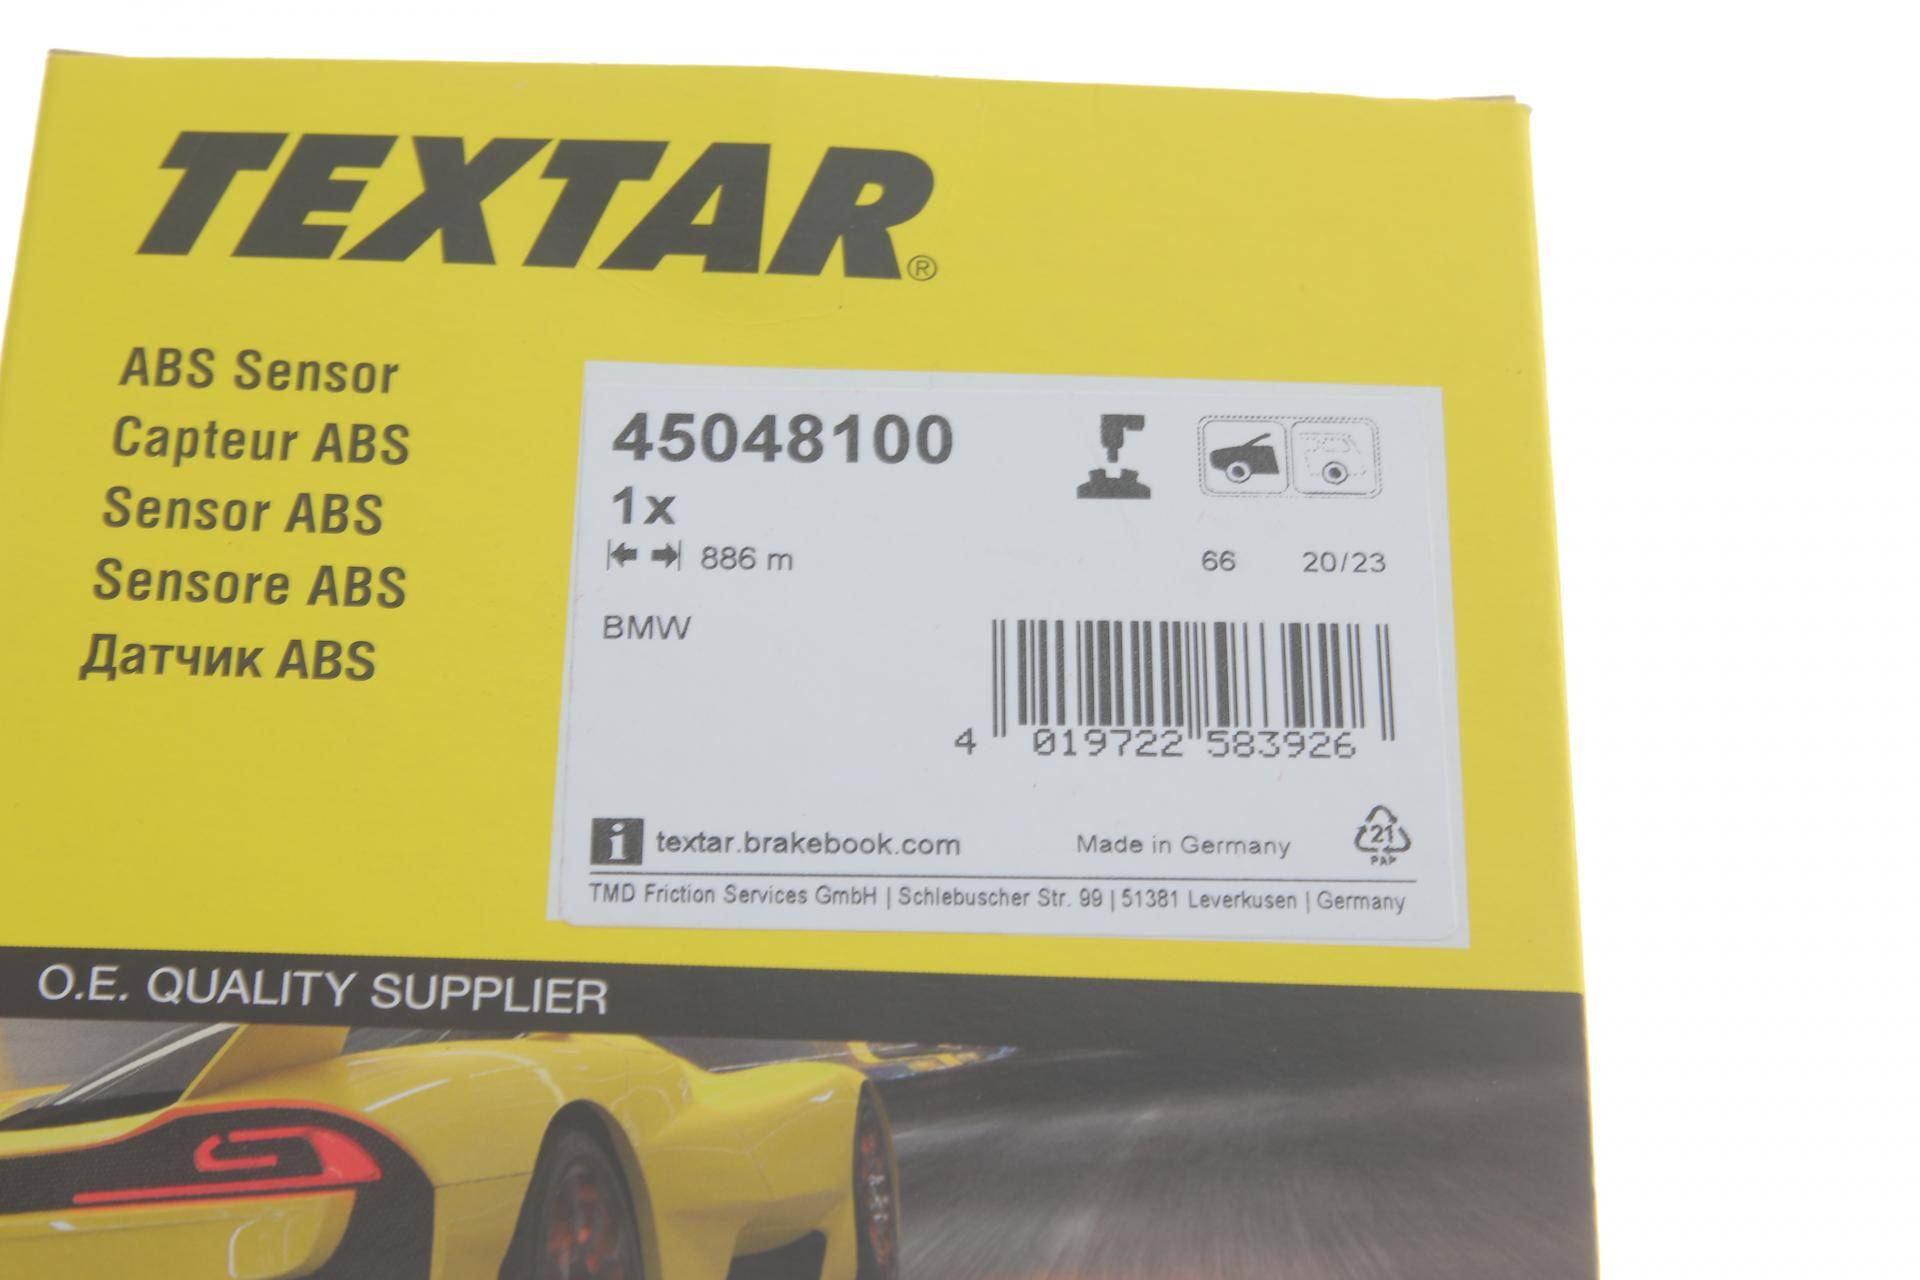 TEXTAR®
ABS Sensor
Capteur ABS
Sensor ABS
Sensore ABS
Датчик ABS
45048100
1x
886 m
66 20/23
BMW
4 019722 583926
i textar.brakebook.com Made in Germany
21
PAP
TMD Friction Services GmbH | Schlebuscher Str. 99 | 51381 Leverkusen | Germany
O.E. QUALITY SUPPLIER